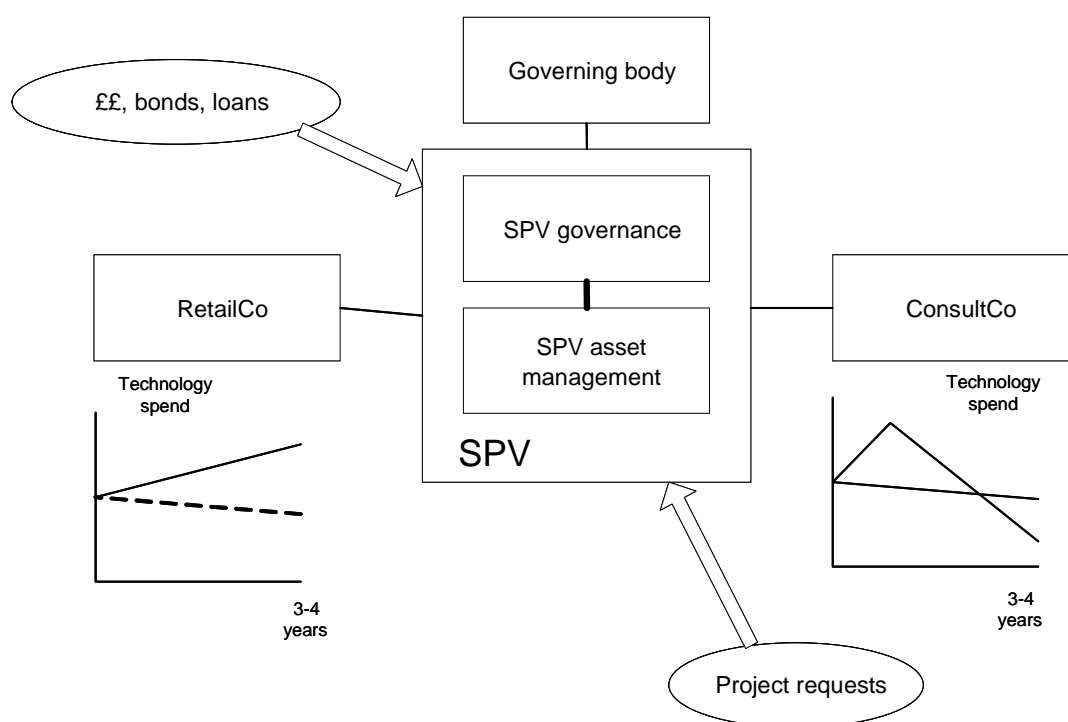 Governing body
££, bonds, loans
SPV governance
RetailCo
ConsultCo
SPV asset
management
Technology
spend
Technology
spend
SPV
3-4
years
3-4
years
Project requests